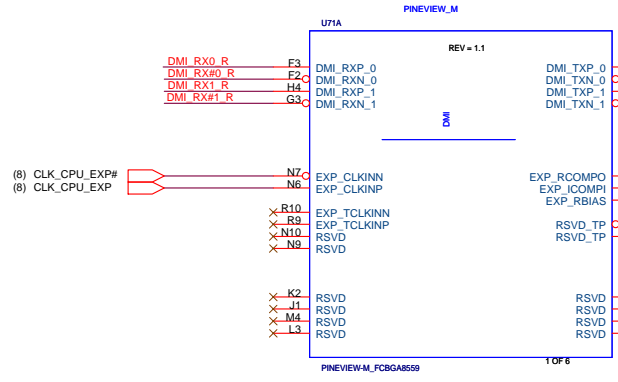 PINEVIEW_M
U71A
REV = 1.1
DMI_RX0_R F3 DMI_RXP_0 DMI_TXP_0
DMI_RX#0_R F2 DMI_RXN_0 DMI_TXN_0
DMI_RX1_R H4 DMI_RXP_1 DMI_TXP_1
DMI_RX#1_R G3 DMI_RXN_1 DMI_TXN_1
DMI
(8) CLK_CPU_EXP# N7 EXP_CLKINN EXP_RCOMPO
(8) CLK_CPU_EXP N6 EXP_CLKINP EXP_ICOMPI
EXP_RBIAS
R10 EXP_TCLKINN
R9 EXP_TCLKINP RSVD_TP
N10 RSVD RSVD_TP
N9 RSVD
K2 RSVD RSVD
J1 RSVD RSVD
M4 RSVD RSVD
L3 RSVD RSVD
1 OF 6
PINEVIEW-M_FCBGA8559